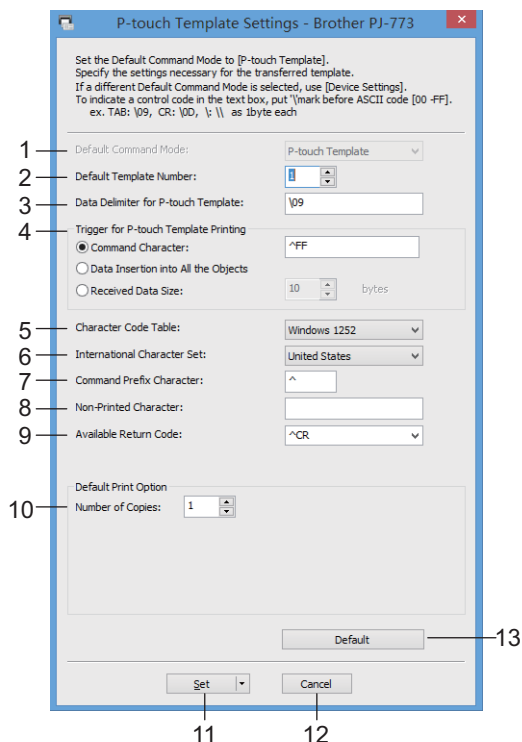 P-touch Template Settings - Brother PJ-773
Set the Default Command Mode to [P-touch Template].
Specify the settings necessary for the transferred template.
If a different Default Command Mode is selected, use [Device Settings].
To indicate a control code in the text box, put '\'mark before ASCII code [00 -FF].
ex. TAB: \09, CR: \0D, \: \\ as 1byte each
1 Default Command Mode: P-touch Template
2 Default Template Number: 1
3 Data Delimiter for P-touch Template: \09
4 Trigger for P-touch Template Printing
Command Character: ^FF
Data Insertion into All the Objects
Received Data Size: 10 bytes
5 Character Code Table: Windows 1252
6 International Character Set: United States
7 Command Prefix Character: ^
8 Non-Printed Character:
9 Available Return Code: ^CR
Default Print Option
10 Number of Copies: 1
Default 13
Set Cancel
11 12